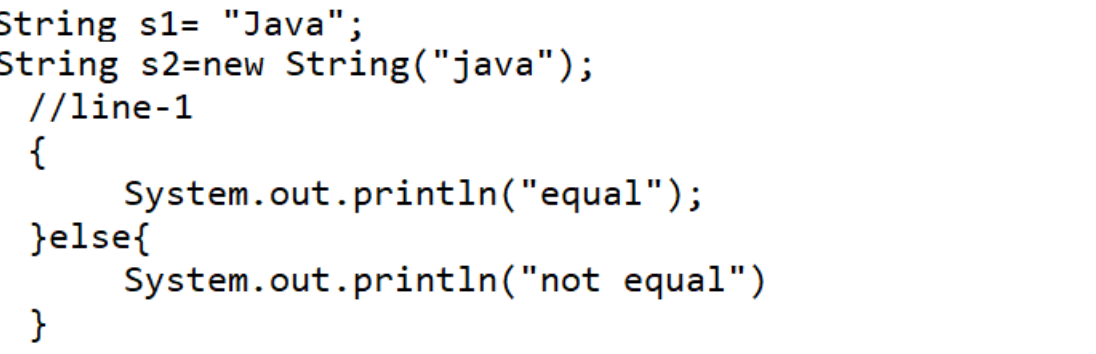 String s1= "Java";
String s2=new String("java");
//line-1
{
System.out.println("equal");
}else{
System.out.println("not equal")
}